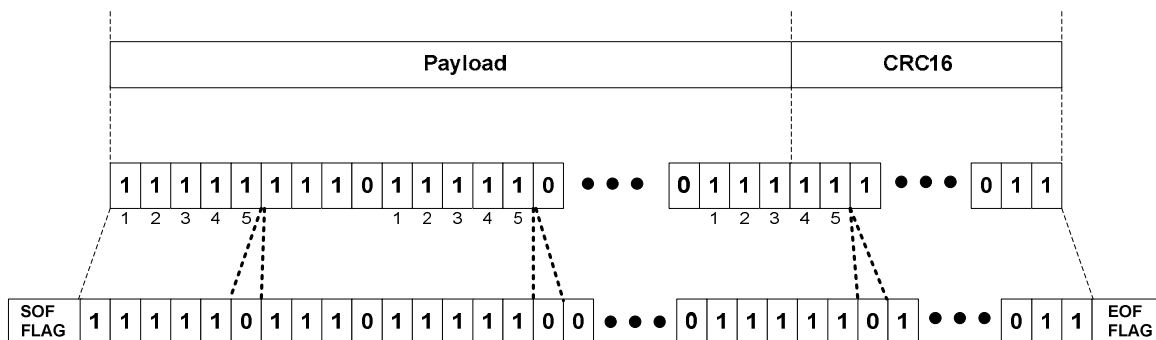 Payload CRC16
1 1 1 1 1 1 1 1 0 1 1 1 1 1 0 ● ● ● 0 1 1 1 1 1 1 ● ● ● 0 1 1
1 2 3 4 5 1 2 3 4 5 1 2 3 4 5
SOF FLAG 1 1 1 1 1 0 1 1 1 0 1 1 1 1 1 0 0 ● ● ● 0 1 1 1 1 1 0 1 ● ● ● 0 1 1 EOF FLAG